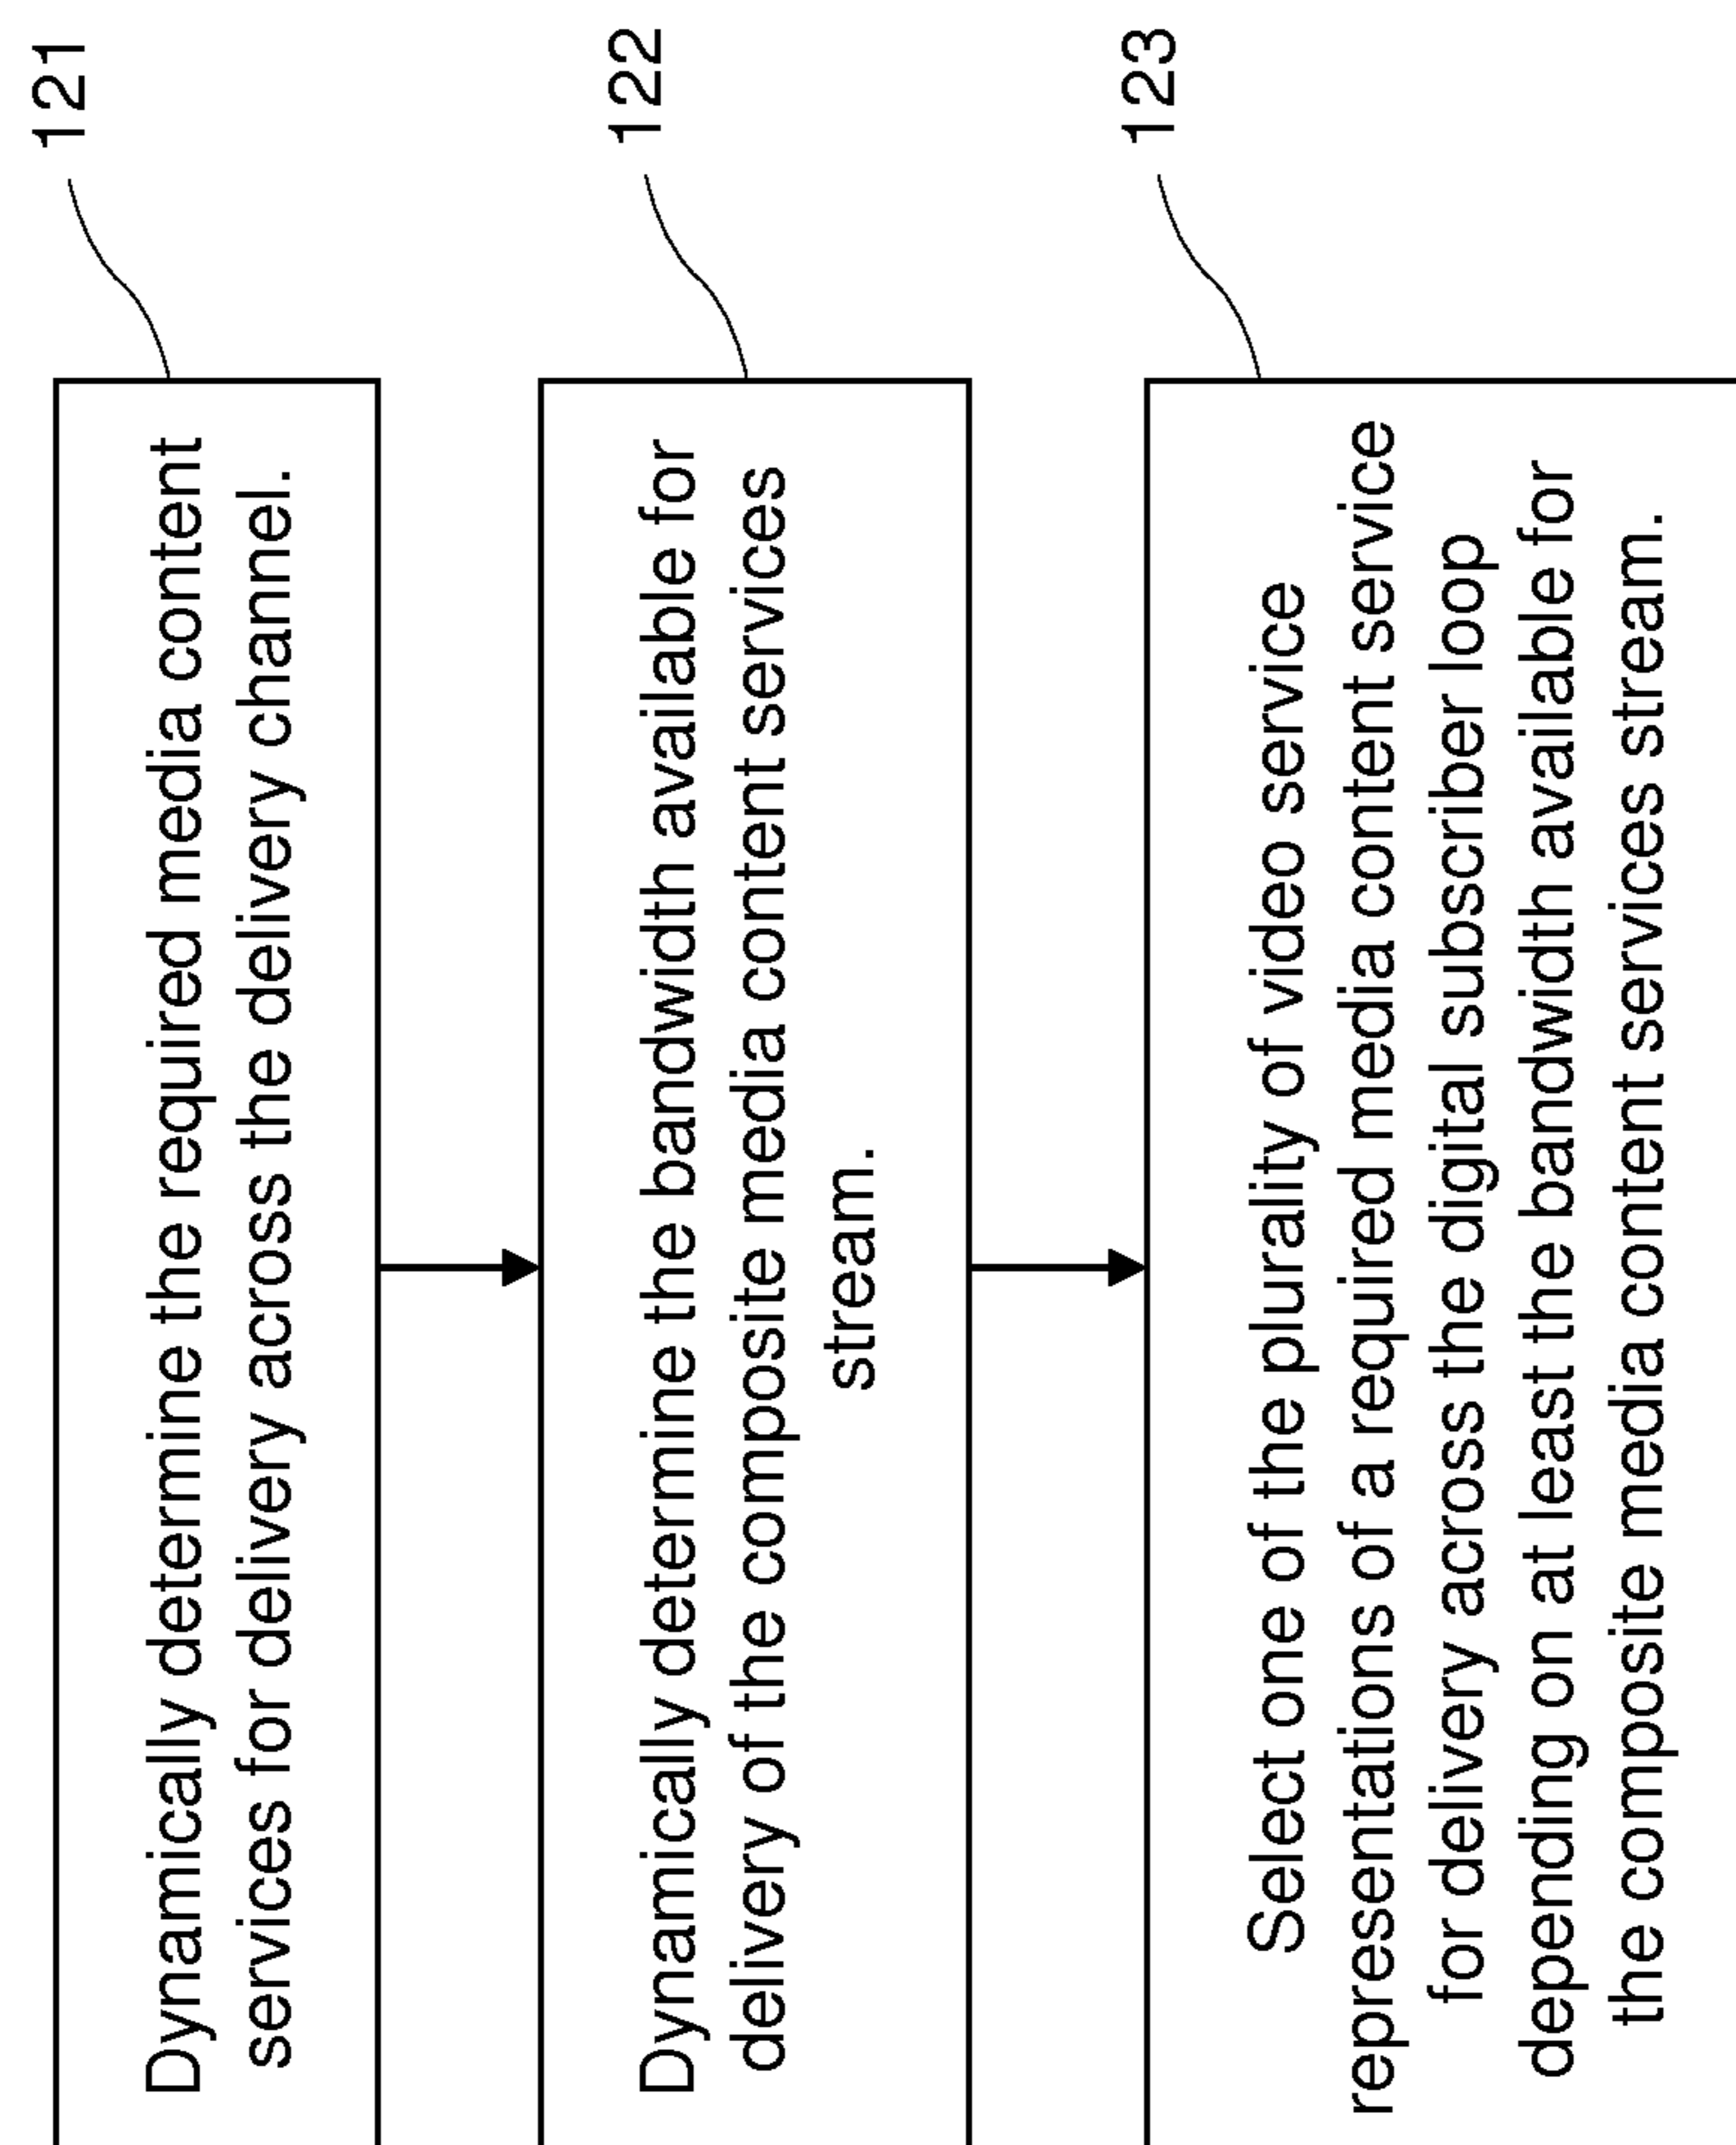 121
Dynamically determine the required media content
services for delivery across the delivery channel.
122
Dynamically determine the bandwidth available for
delivery of the composite media content services
stream.
123
Select one of the plurality of video service
representations of a required media content service
for delivery across the digital subscriber loop
depending on at least the bandwidth available for
the composite media content services stream.